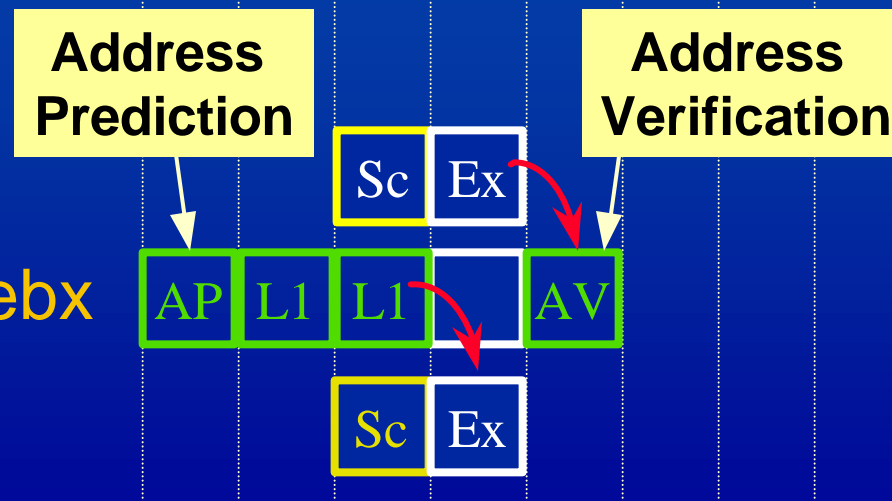 Address
Prediction
Address
Verification
Sc Ex
ebx AP L1 L1 AV
Sc Ex